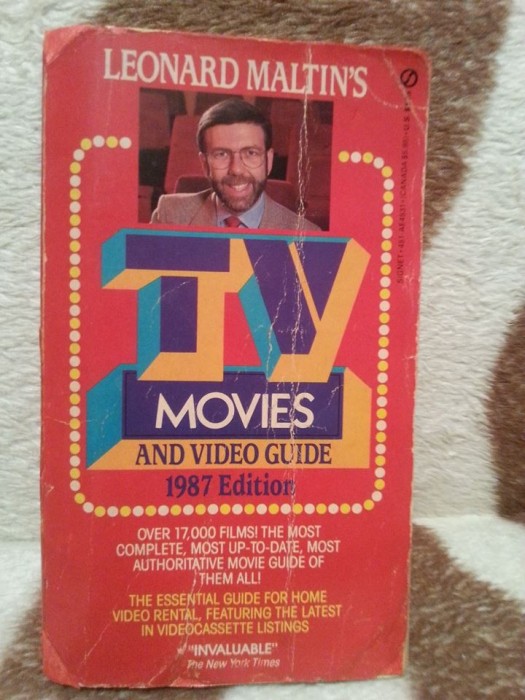 LEONARD MALTIN'S
TV
MOVIES
AND VIDEO GUIDE
1987 Edition
OVER 17,000 FILMS! THE MOST
COMPLETE, MOST UP-TO-DATE, MOST
AUTHORITATIVE MOVIE GUIDE OF
THEM ALL!
THE ESSENTIAL GUIDE FOR HOME
VIDEO RENTAL, FEATURING THE LATEST
IN VIDEOCASSETTE LISTINGS
"INVALUABLE"
The New York Times
SIGNET • 451